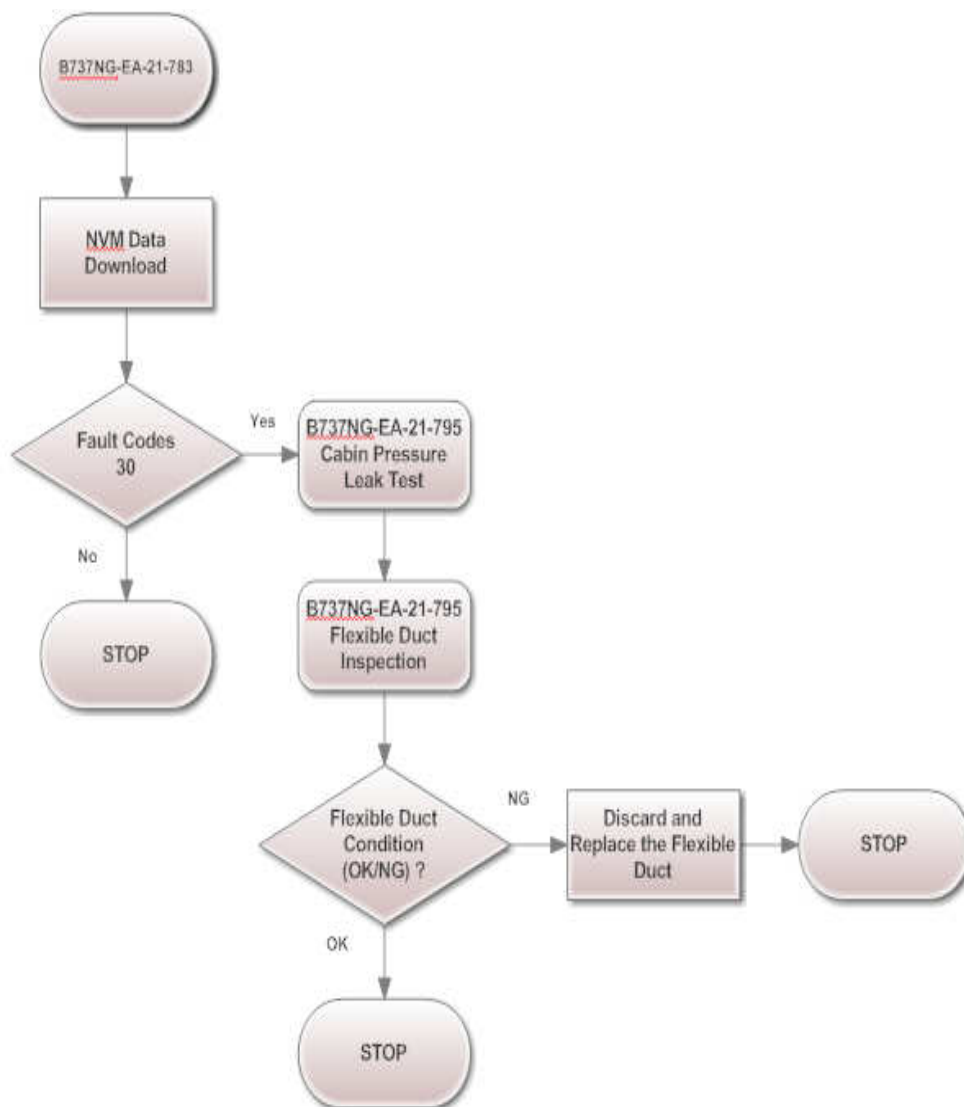 B737NG-EA-21-783
NVM Data
Download
Fault Codes
30
Yes
No
STOP
B737NG-EA-21-795
Cabin Pressure
Leak Test
B737NG-EA-21-795
Flexible Duct
Inspection
Flexible Duct
Condition
(OK/NG) ?
NG
Discard and
Replace the Flexible
Duct
STOP
OK
STOP